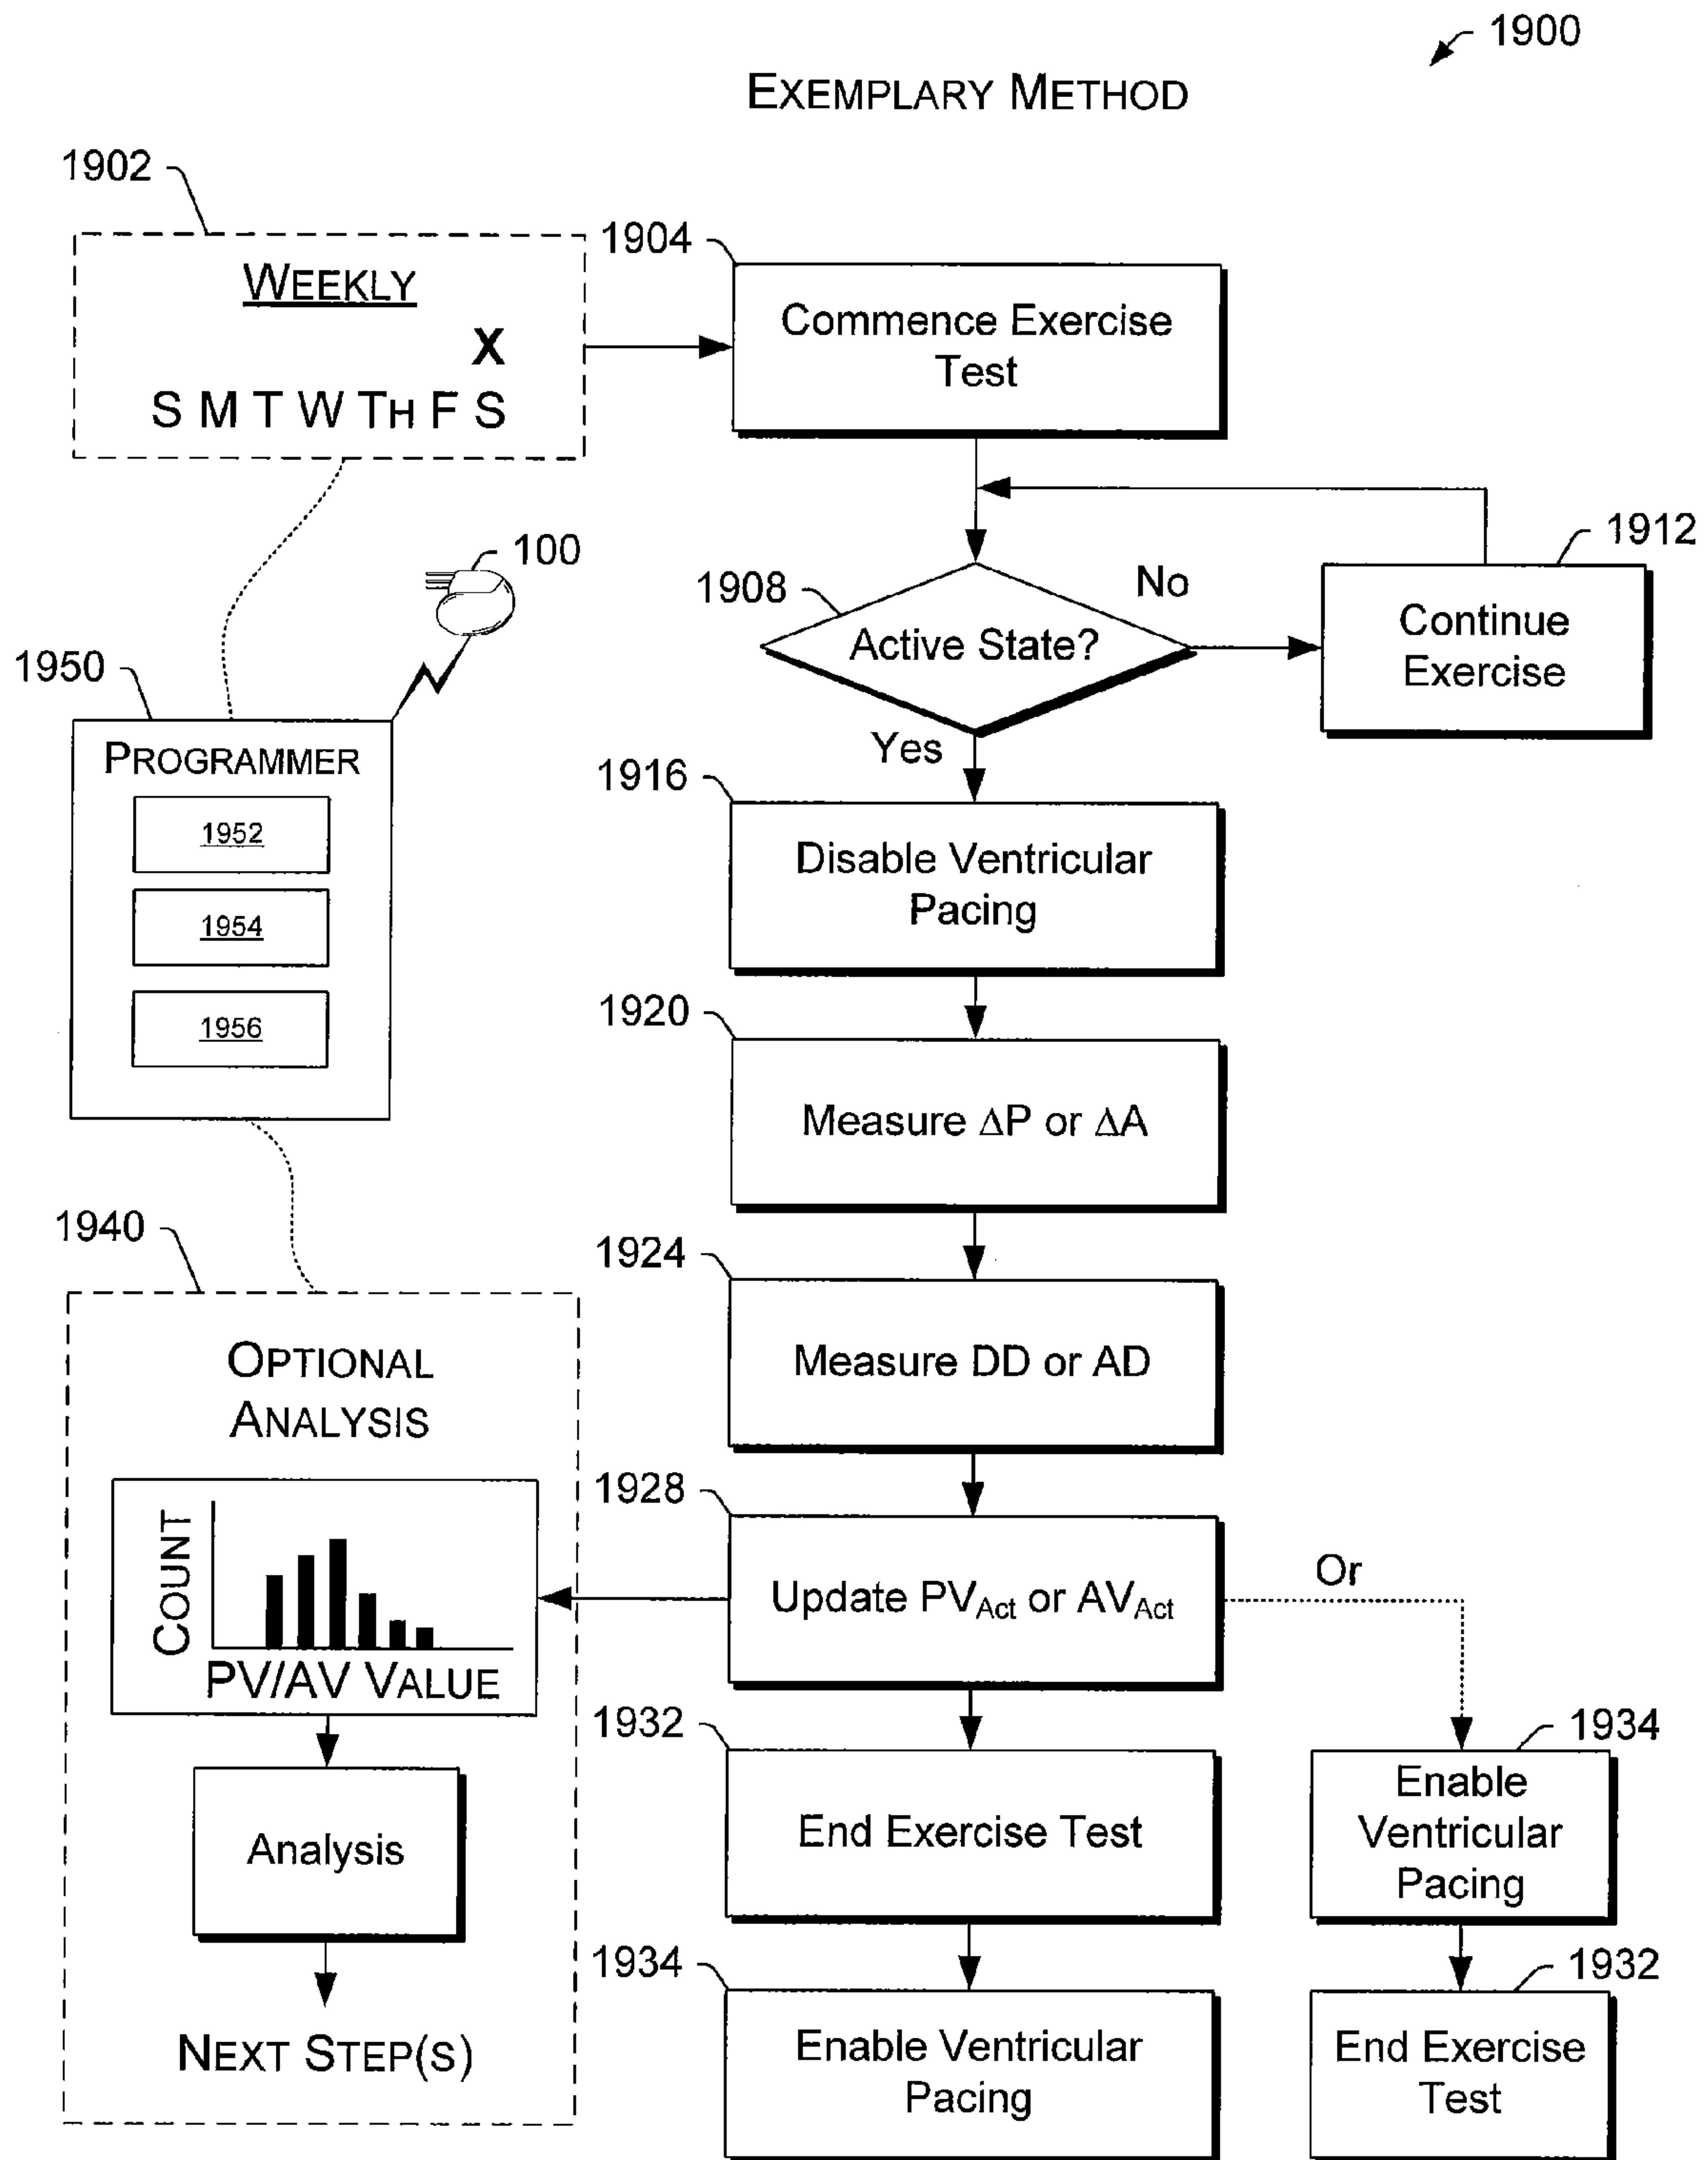 1900
EXEMPLARY METHOD
1902
WEEKLY
X
S M T W TH F S
1904
Commence Exercise
Test
100
1908
Active State?
No
Yes
1912
Continue
Exercise
1950
PROGRAMMER
1952
1954
1956
1916
Disable Ventricular
Pacing
1920
Measure ΔP or ΔA
1924
Measure DD or AD
1928
Update PVAct or AVAct
Or
1940
OPTIONAL
ANALYSIS
COUNT
PV/AV VALUE
Analysis
NEXT STEP(S)
1932
End Exercise Test
1934
Enable Ventricular
Pacing
1934
Enable
Ventricular
Pacing
1932
End Exercise
Test